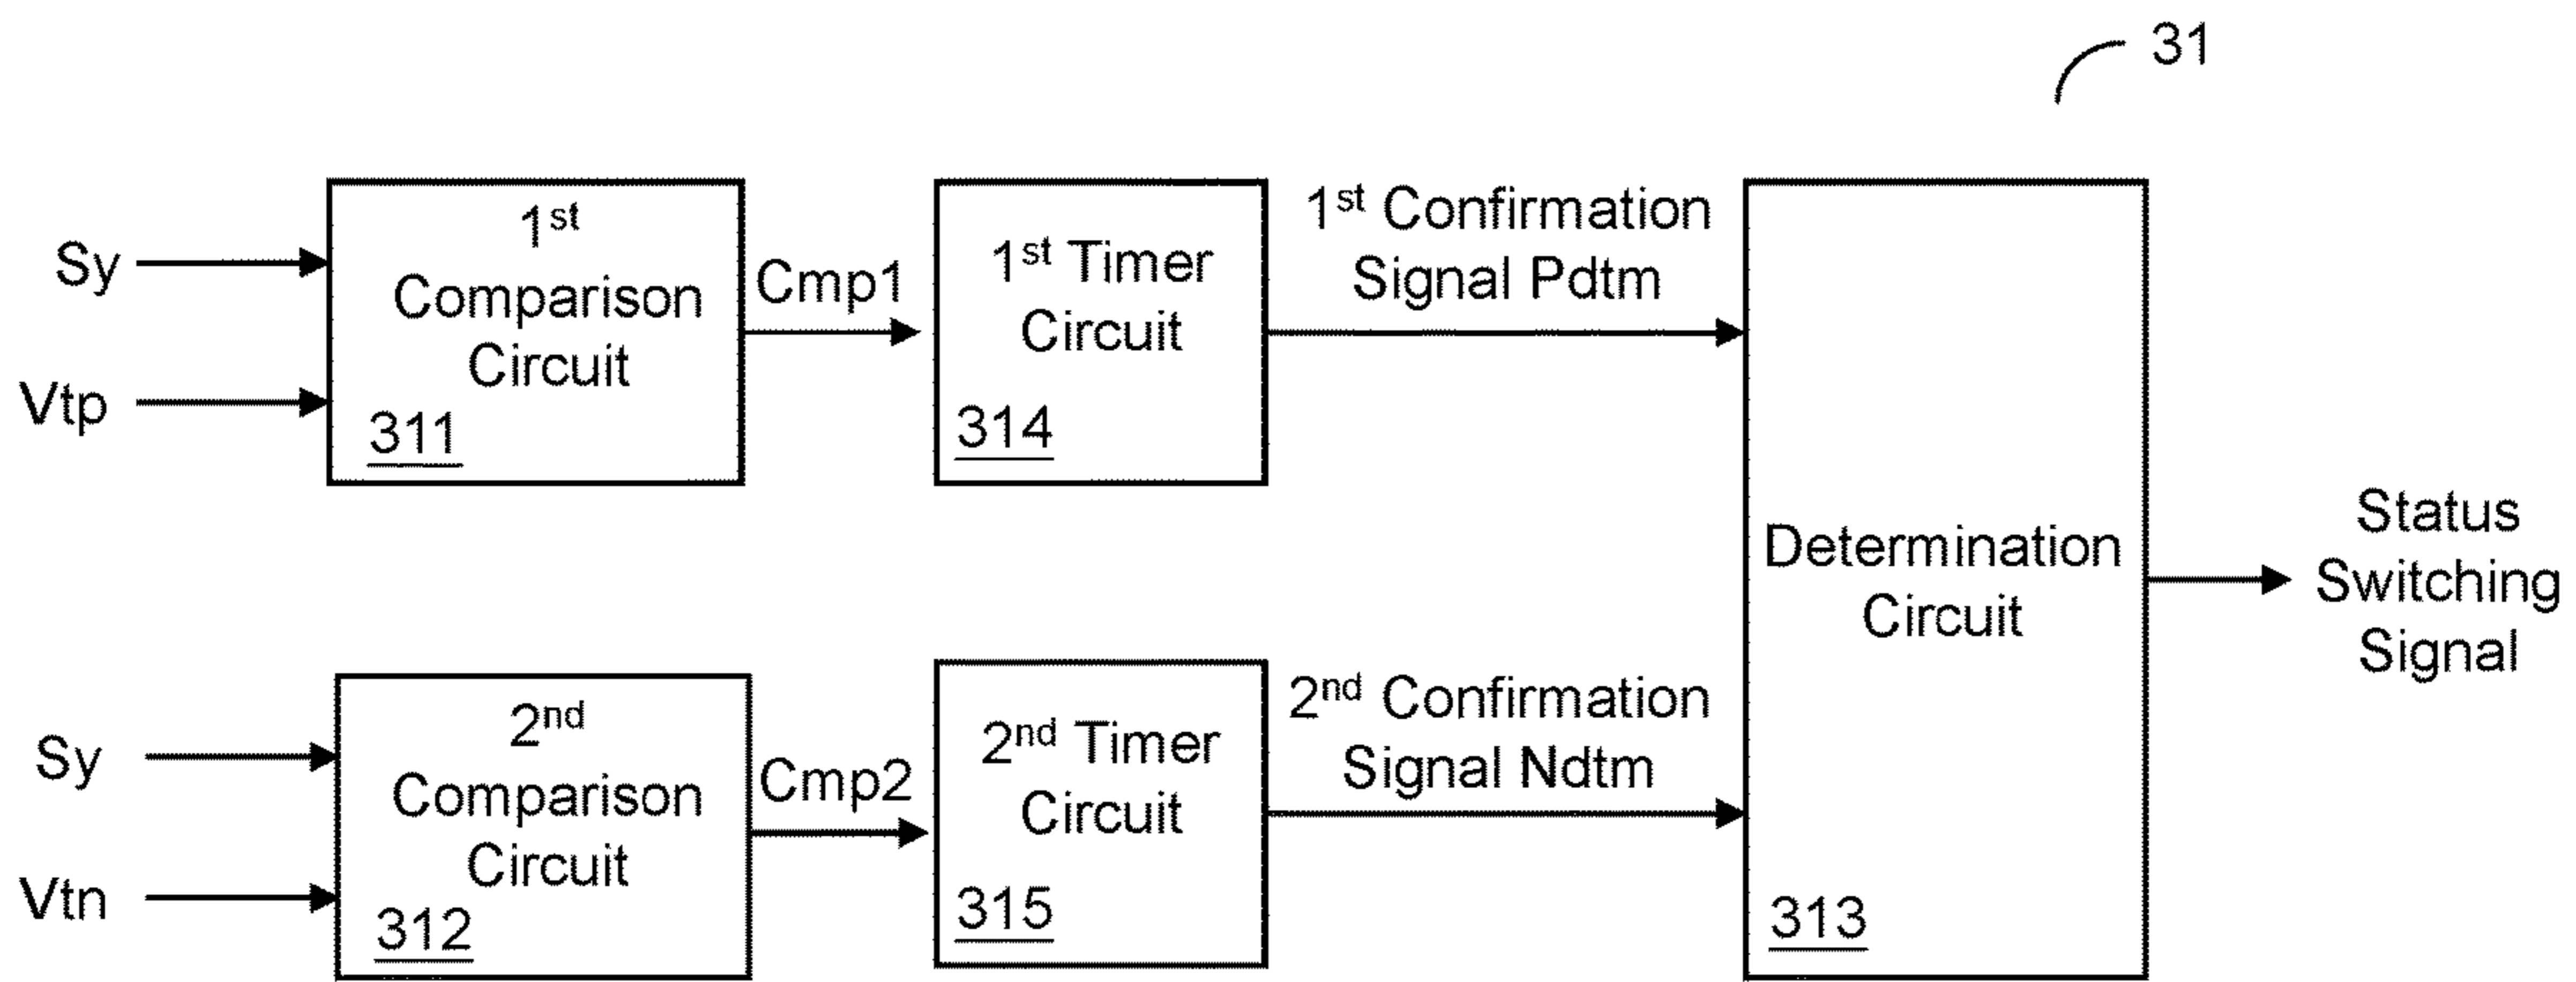 31
Sy
Vtp
1st
Comparison
Circuit
311
Cmp1
1st Timer
Circuit
314
1st Confirmation
Signal Pdtm
Sy
Vtn
2nd
Comparison
Circuit
312
Cmp2
2nd Timer
Circuit
315
2nd Confirmation
Signal Ndtm
Determination
Circuit
313
Status
Switching
Signal